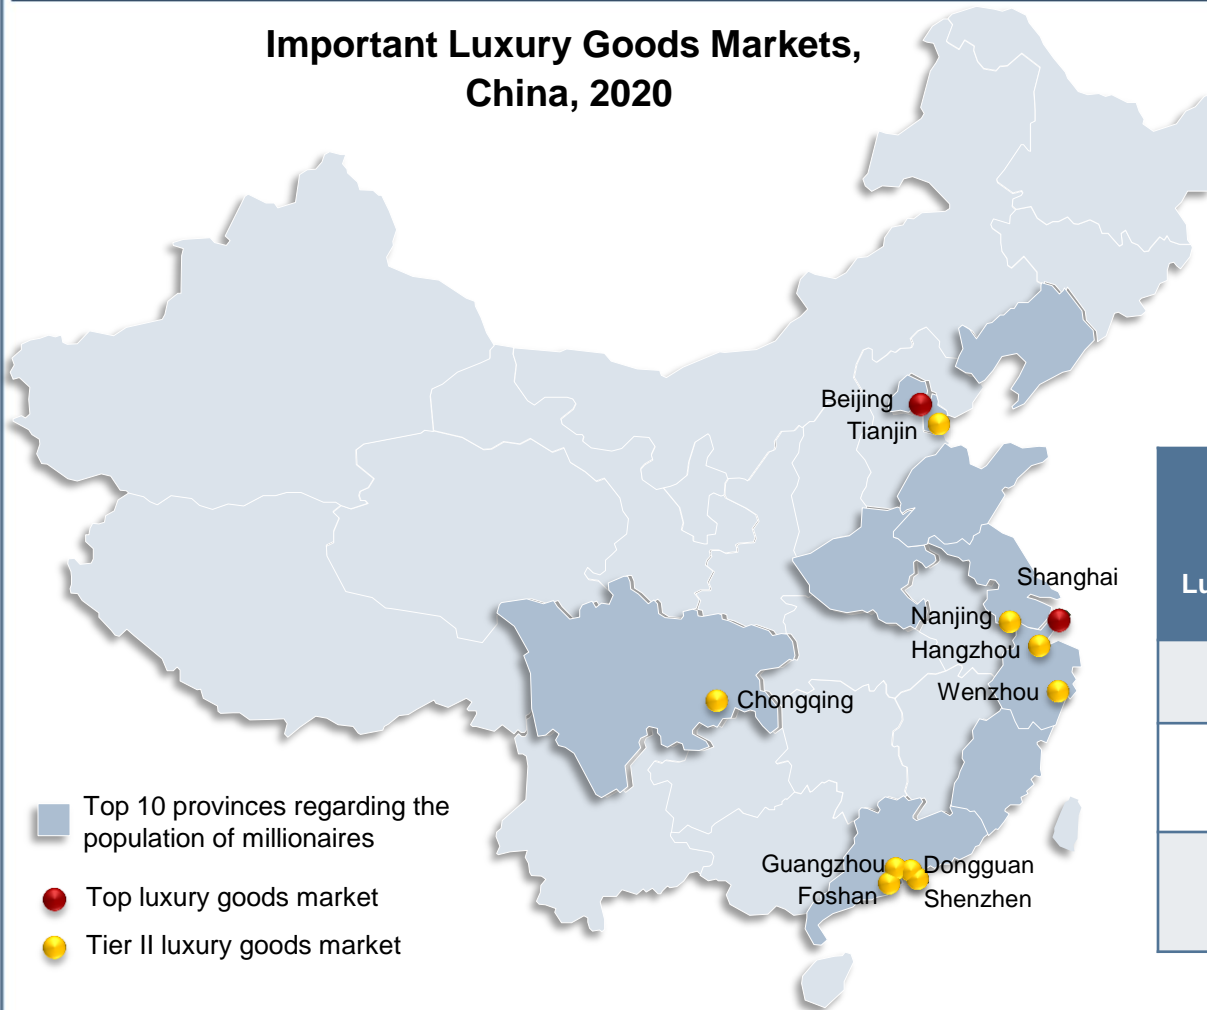 Important Luxury Goods Markets,
China, 2020
Beijing
Tianjin
Shanghai
Nanjing
Hangzhou
Wenzhou
Chongqing
Guangzhou
Dongguan
Foshan
Shenzhen
Top 10 provinces regarding the
population of millionaires
Top luxury goods market
Tier II luxury goods market